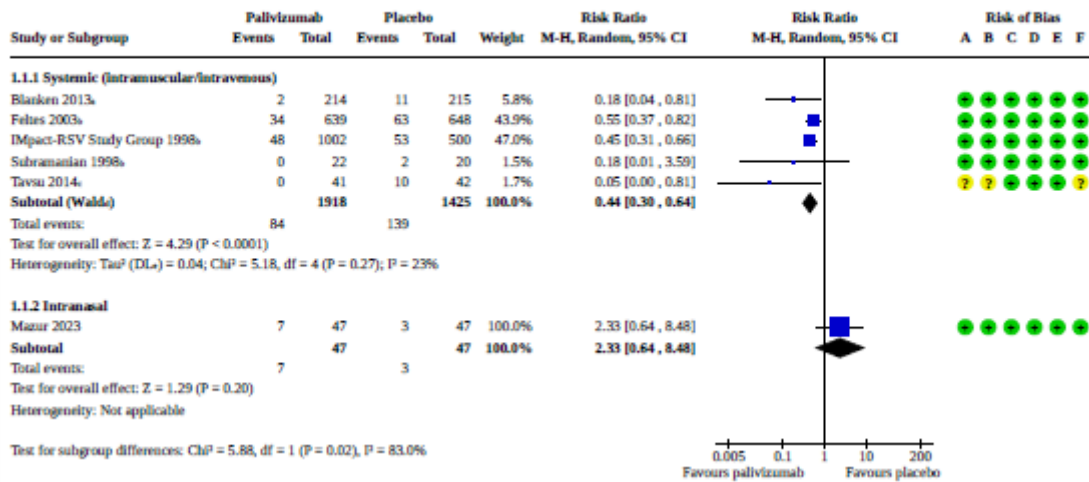 Palivizumab Placebo Risk Ratio Risk Ratio Risk of Bias
Study or Subgroup Events Total Events Total Weight M-H, Random, 95% CI M-H, Random, 95% CI A B C D E F
1.1.1 Systemic (intramuscular/intravenous)
Blanken 2013ₐ 2 214 11 215 5.8% 0.18 [0.04 , 0.81] + + + + + +
Feltes 2003 34 639 63 648 43.9% 0.55 [0.37 , 0.82] + + + + + +
IMpact-RSV Study Group 1998 48 1002 53 500 47.0% 0.45 [0.31 , 0.66] + + + + + +
Subramanian 1998 0 22 2 20 1.5% 0.18 [0.01 , 3.59] + + + + + +
Tavsu 2014 0 41 10 42 1.7% 0.05 [0.00 , 0.81] ? ? + + + ?
Subtotal (Wald) 1918 1425 100.0% 0.44 [0.30 , 0.64]
Total events: 84 139
Test for overall effect: Z = 4.29 (P < 0.0001)
Heterogeneity: Tau² (DL) = 0.04; Chi² = 5.18, df = 4 (P = 0.27); I² = 23%
1.1.2 Intranasal
Mazur 2023 7 47 3 47 100.0% 2.33 [0.64 , 8.48] + + + + + +
Subtotal 47 47 100.0% 2.33 [0.64 , 8.48]
Total events: 7 3
Test for overall effect: Z = 1.29 (P = 0.20)
Heterogeneity: Not applicable
Test for subgroup differences: Chi² = 5.88, df = 1 (P = 0.02), I² = 83.0%
0.005 0.1 1 10 200
Favours palivizumab Favours placebo